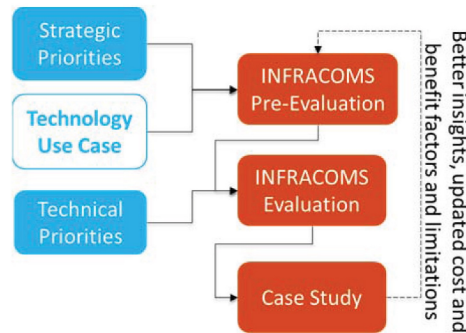 Strategic
Priorities
Technology
Use Case
Technical
Priorities
INFRACOMS
Pre-Evaluation
INFRACOMS
Evaluation
Case Study
Better insights, updated cost and
benefit factors and limitations